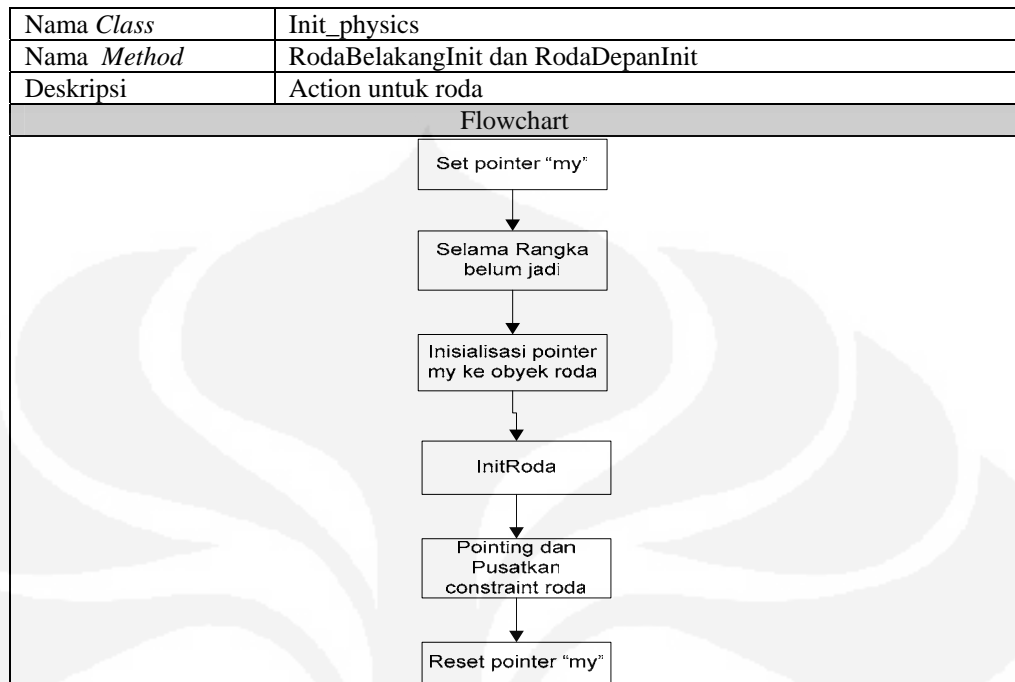 Nama Class Init_physics
Nama Method RodaBelakangInit dan RodaDepanInit
Deskripsi Action untuk roda
Flowchart
Set pointer “my”
Selama Rangka
belum jadi
Inisialisasi pointer
my ke obyek roda
InitRoda
Pointing dan
Pusatkan
constraint roda
Reset pointer “my”